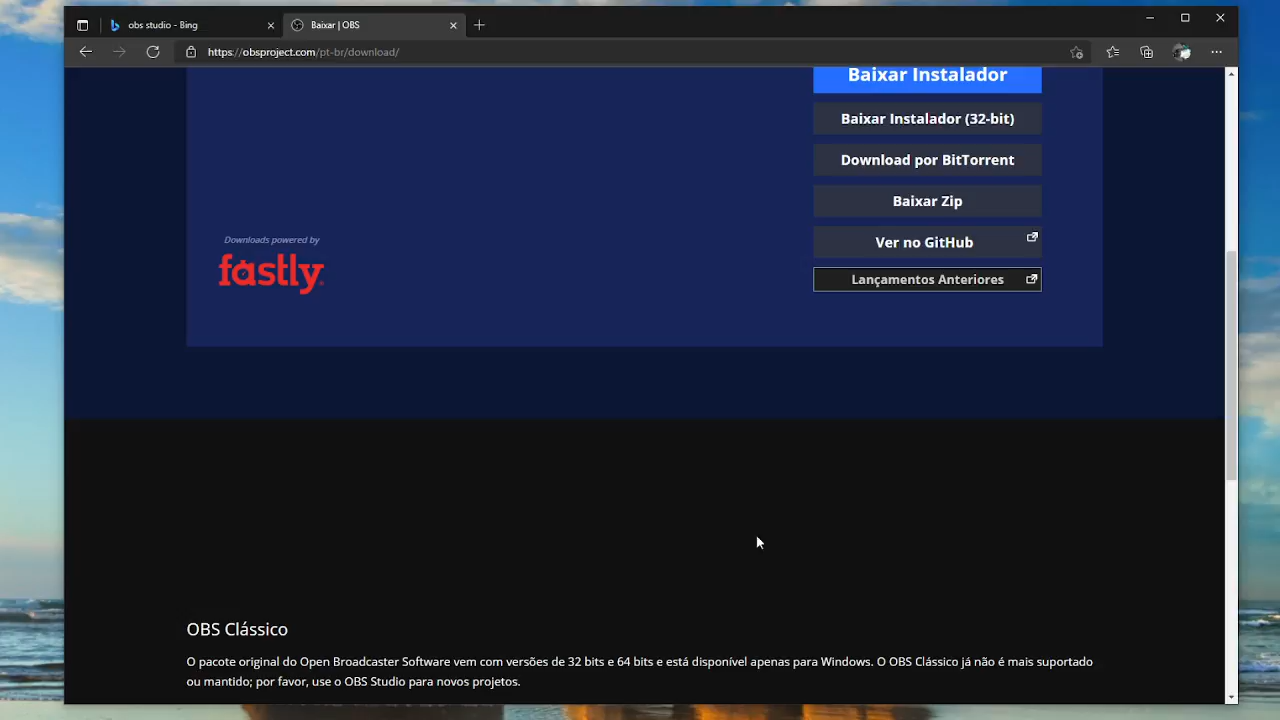 obs studio - Bing
Baixar | OBS
https://obsproject.com/pt-br/download/
Baixar Instalador
Baixar Instalador (32-bit)
Download por BitTorrent
Baixar Zip
Ver no GitHub
Lançamentos Anteriores
Downloads powered by
fastly
OBS Clássico
O pacote original do Open Broadcaster Software vem com versões de 32 bits e 64 bits e está disponível apenas para Windows. O OBS Clássico já não é mais suportado
ou mantido; por favor, use o OBS Studio para novos projetos.